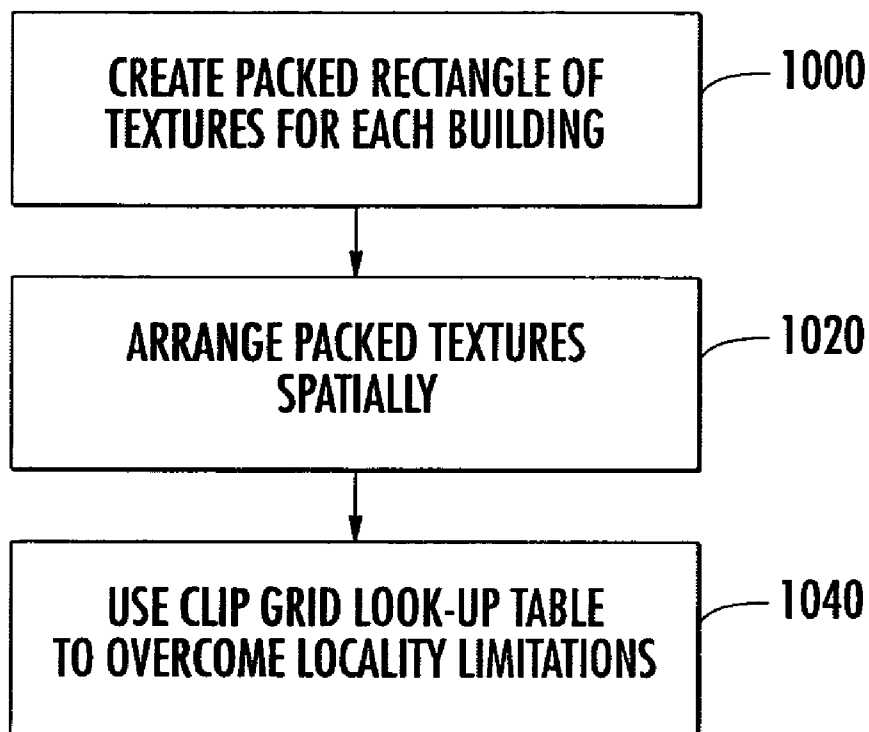 CREATE PACKED RECTANGLE OF
TEXTURES FOR EACH BUILDING
1000
ARRANGE PACKED TEXTURES
SPATIALLY
1020
USE CLIP GRID LOOK-UP TABLE
TO OVERCOME LOCALITY LIMITATIONS
1040